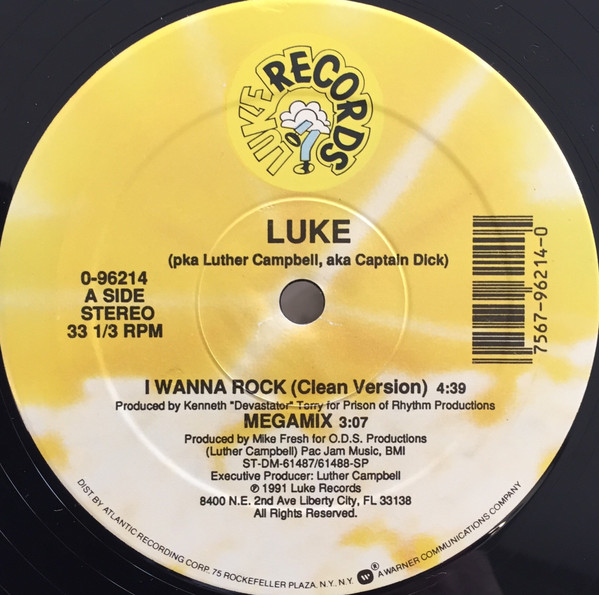 LUKE RECORDS
LUKE
(pka Luther Campbell, aka Captain Dick)
0-96214
A SIDE
STEREO
33 1/3 RPM
7567-96214-0
I WANNA ROCK (Clean Version) 4:39
Produced by Kenneth "Devastator" Terry for Prison of Rhythm Productions
MEGAMIX 3:07
Produced by Mike Fresh for O.D.S. Productions
(Luther Campbell) Pac Jam Music, BMI
ST-DM-61487/61488-SP
Executive Producer: Luther Campbell
℗ 1991 Luke Records
8400 N.E. 2nd Ave Liberty City, FL 33138
All Rights Reserved.
DIST. BY ATLANTIC RECORDING CORP. 75 ROCKEFELLER PLAZA, N.Y. N.Y. W ® A WARNER COMMUNICATIONS COMPANY